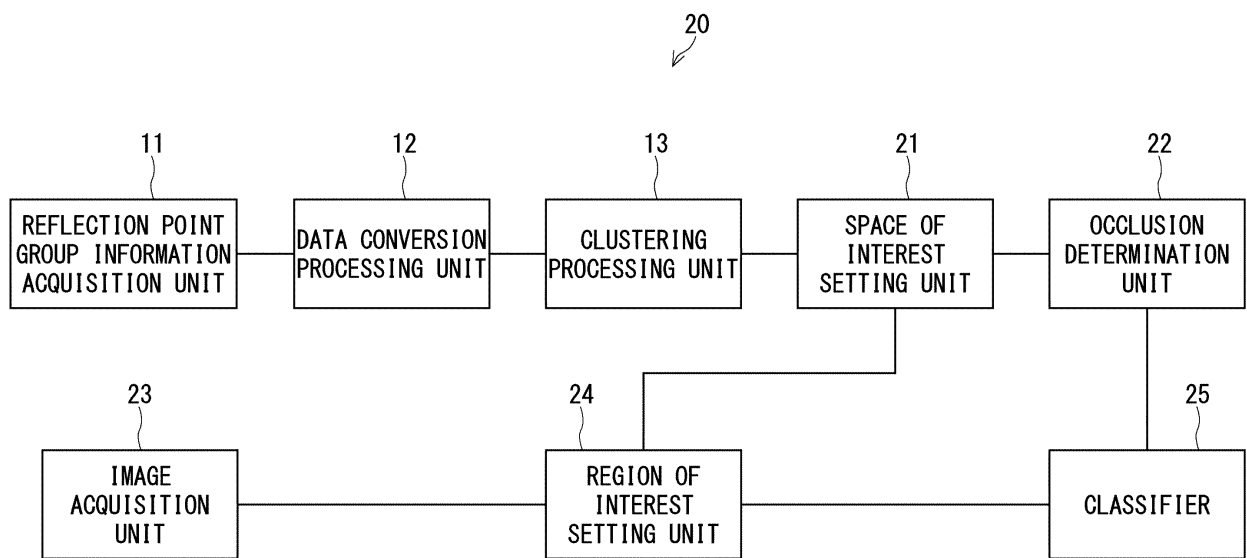 20
11
12
13
21
22
REFLECTION POINT
GROUP INFORMATION
ACQUISITION UNIT
DATA CONVERSION
PROCESSING UNIT
CLUSTERING
PROCESSING UNIT
SPACE OF
INTEREST
SETTING UNIT
OCCLUSION
DETERMINATION
UNIT
23
24
25
IMAGE
ACQUISITION
UNIT
REGION OF
INTEREST
SETTING UNIT
CLASSIFIER